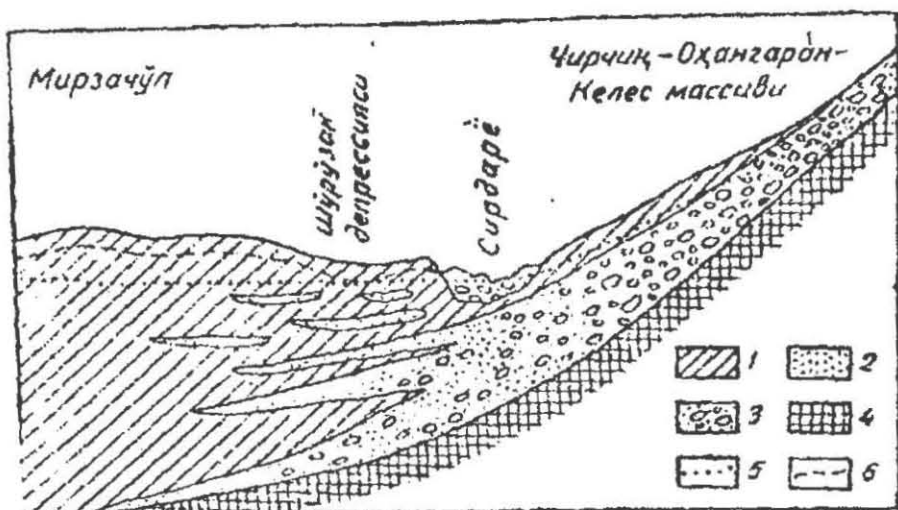 Мирзачўл
Чирчиқ-Оҳангарон-
Келес массиви
Шўрўзак
депрессияси
Сирдарё
1
2
3
4
5
6